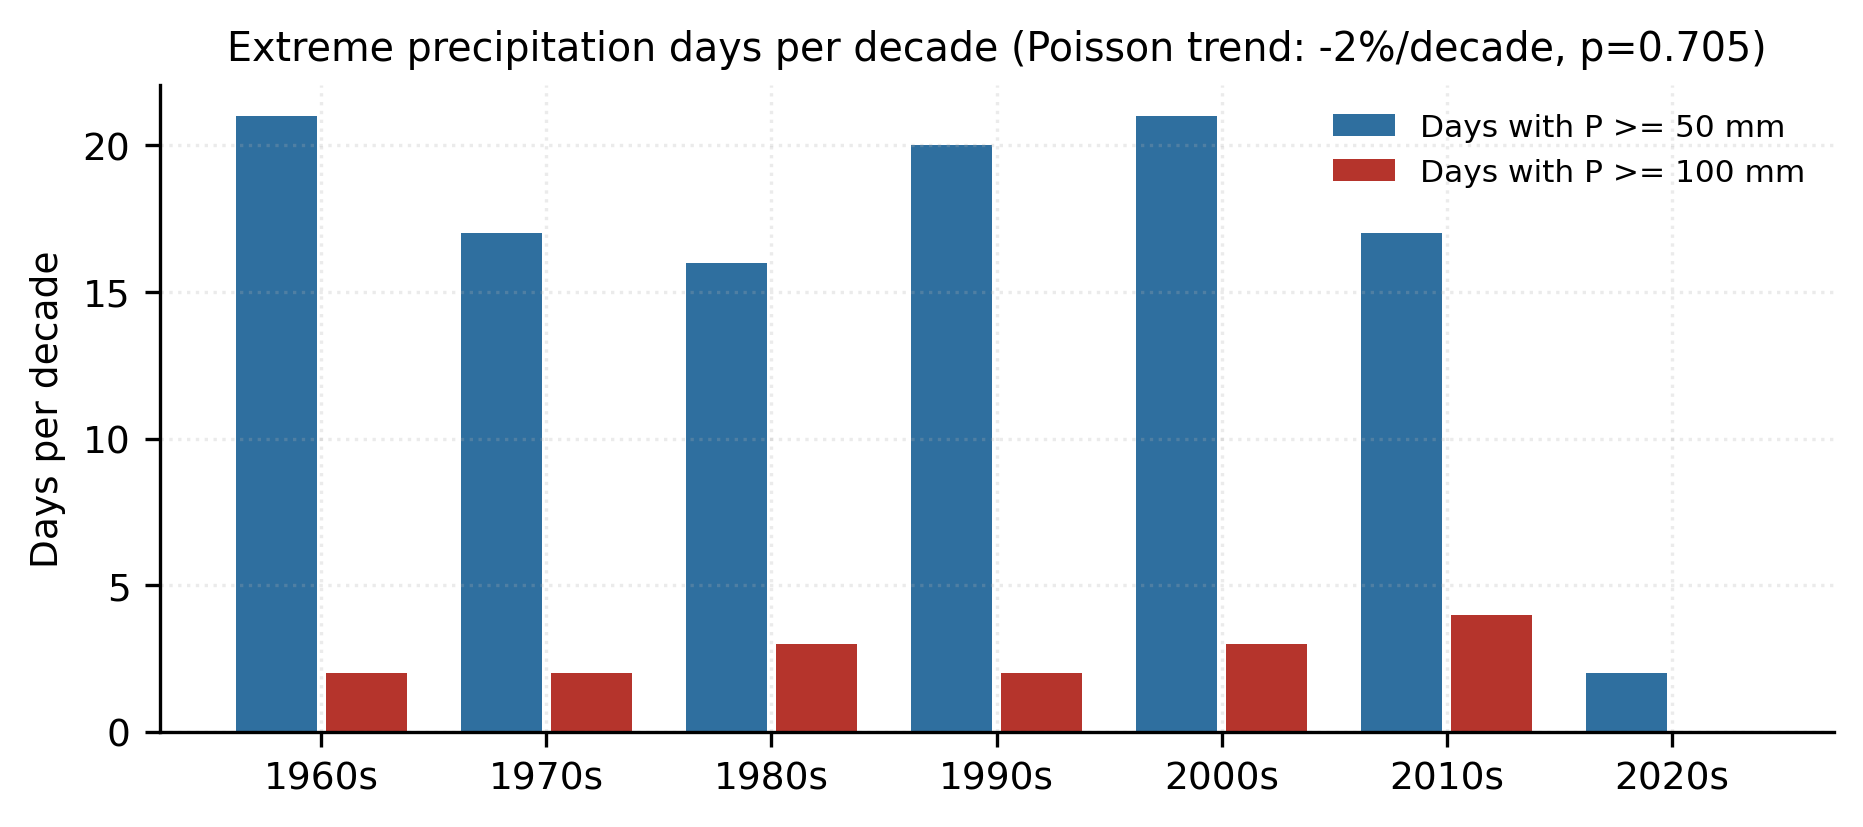 Extreme precipitation days per decade (Poisson trend: -2%/decade, p=0.705)
Days with P >= 50 mm
Days with P >= 100 mm
Days per decade
20
15
10
5
0
1960s 1970s 1980s 1990s 2000s 2010s 2020s